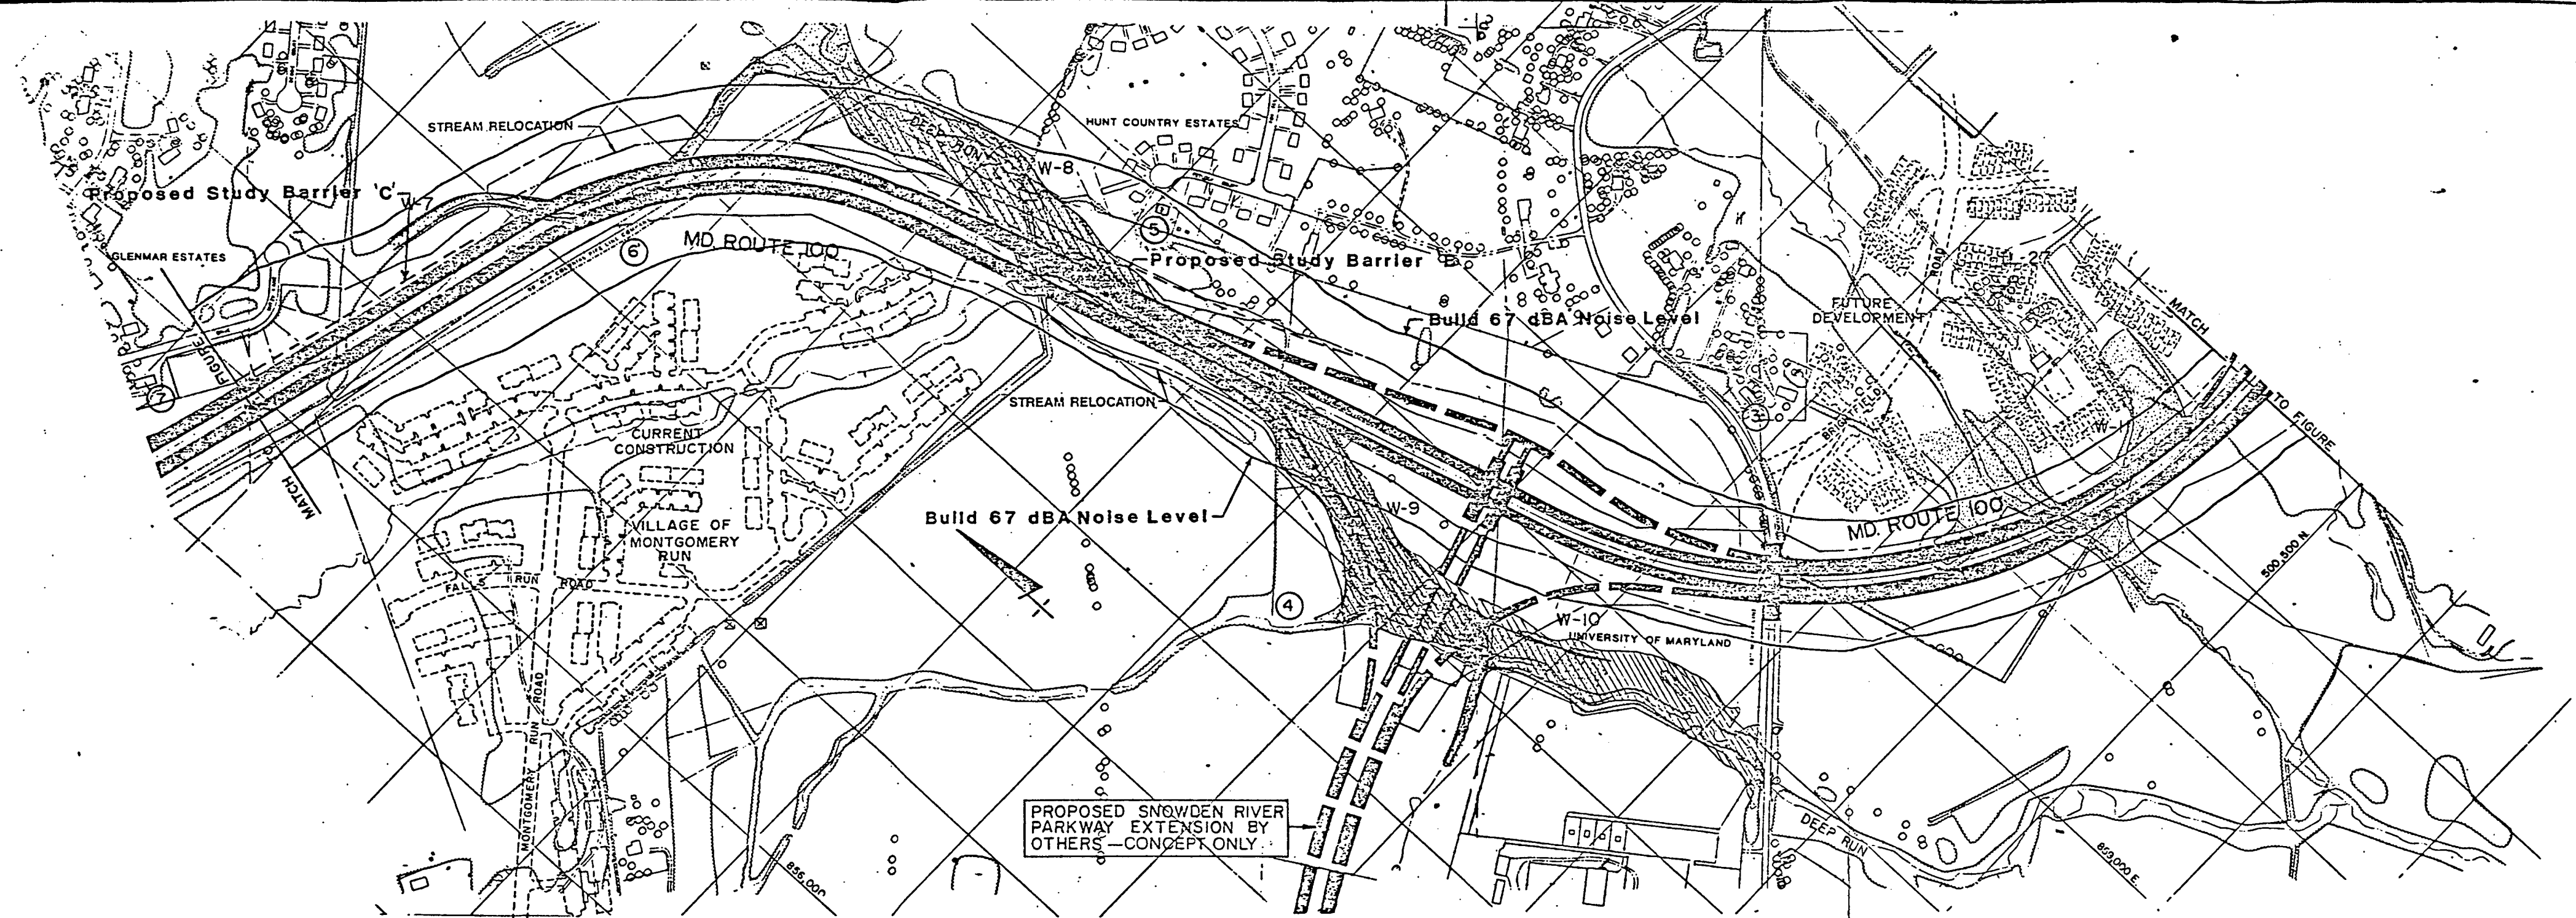 STREAM RELOCATION
Proposed Study Barrier 'C'
W-7
GLENMAR ESTATES
FIGURE
MATCH
7
6
MD. ROUTE 100
DEEP RUN
W-8
HUNT COUNTRY ESTATES
5
Proposed Study Barrier 'B'
Build 67 dBA Noise Level
FUTURE
DEVELOPMENT
ROAD
BRIGHTFIELD
MATCH
TO FIGURE
W-11
MD. ROUTE 100
500,500 N.
STREAM RELOCATION
CURRENT
CONSTRUCTION
VILLAGE OF
MONTGOMERY
RUN
FALLS RUN ROAD
MONTGOMERY RUN ROAD
Build 67 dBA Noise Level
W-9
4
W-10
UNIVERSITY OF MARYLAND
PROPOSED SNOWDEN RIVER
PARKWAY EXTENSION BY
OTHERS—CONCEPT ONLY
DEEP RUN
856,000
859,000 E.